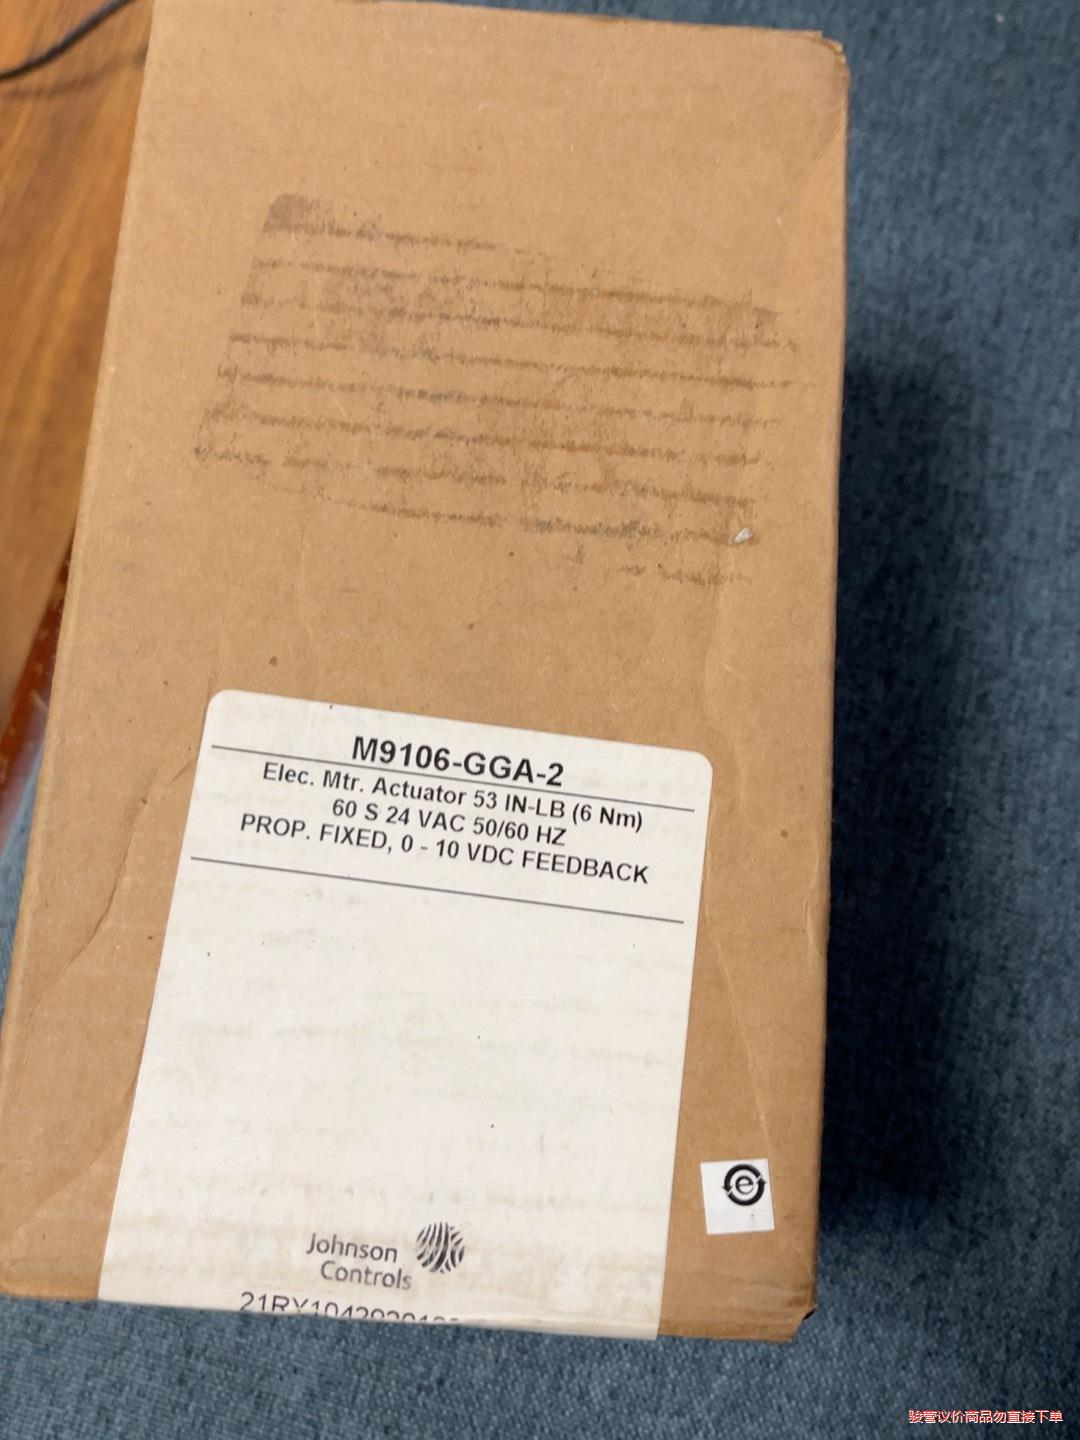 M9106-GGA-2
Elec. Mtr. Actuator 53 IN-LB (6 Nm)
60 S 24 VAC 50/60 HZ
PROP. FIXED, 0 - 10 VDC FEEDBACK
Johnson
Controls
e
骏营议价商品勿直接下单